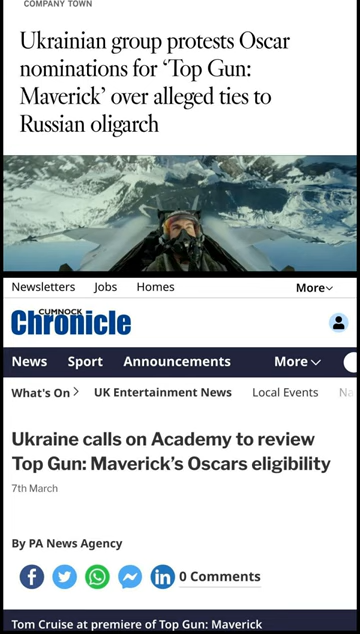 COMPANY TOWN
Ukrainian group protests Oscar
nominations for ‘Top Gun:
Maverick’ over alleged ties to
Russian oligarch
Newsletters Jobs Homes More
CUMNOCK
Chronicle
News Sport Announcements More
What's On UK Entertainment News Local Events
Ukraine calls on Academy to review
Top Gun: Maverick’s Oscars eligibility
7th March
By PA News Agency
0 Comments
Tom Cruise at premiere of Top Gun: Maverick